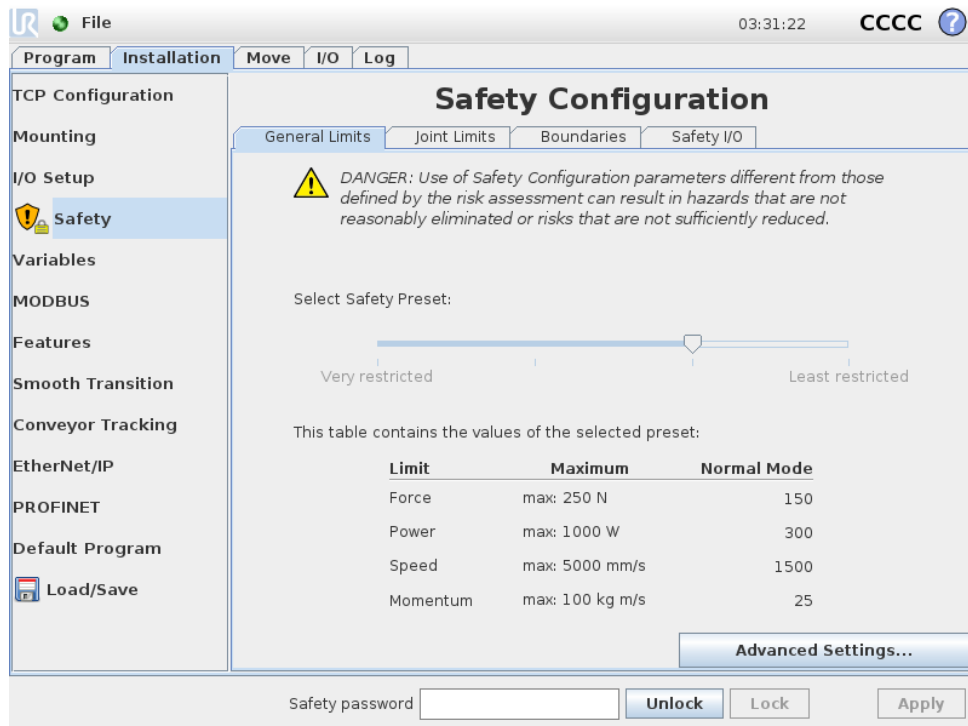 UR File 03:31:22 CCCC ?
Program Installation Move I/O Log
TCP Configuration
Mounting
I/O Setup
Safety
Variables
MODBUS
Features
Smooth Transition
Conveyor Tracking
EtherNet/IP
PROFINET
Default Program
Load/Save
Safety Configuration
General Limits Joint Limits Boundaries Safety I/O
DANGER: Use of Safety Configuration parameters different from those
defined by the risk assessment can result in hazards that are not
reasonably eliminated or risks that are not sufficiently reduced.
Select Safety Preset:
Very restricted Least restricted
This table contains the values of the selected preset:
Limit Maximum Normal Mode
Force max: 250 N 150
Power max: 1000 W 300
Speed max: 5000 mm/s 1500
Momentum max: 100 kg m/s 25
Advanced Settings...
Safety password Unlock Lock Apply